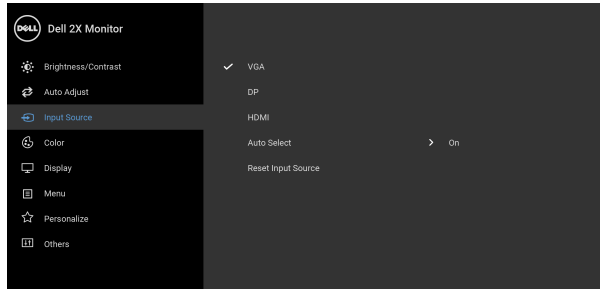 DELL Dell 2X Monitor
Brightness/Contrast
Auto Adjust
Input Source
Color
Display
Menu
Personalize
Others
VGA
DP
HDMI
Auto Select On
Reset Input Source